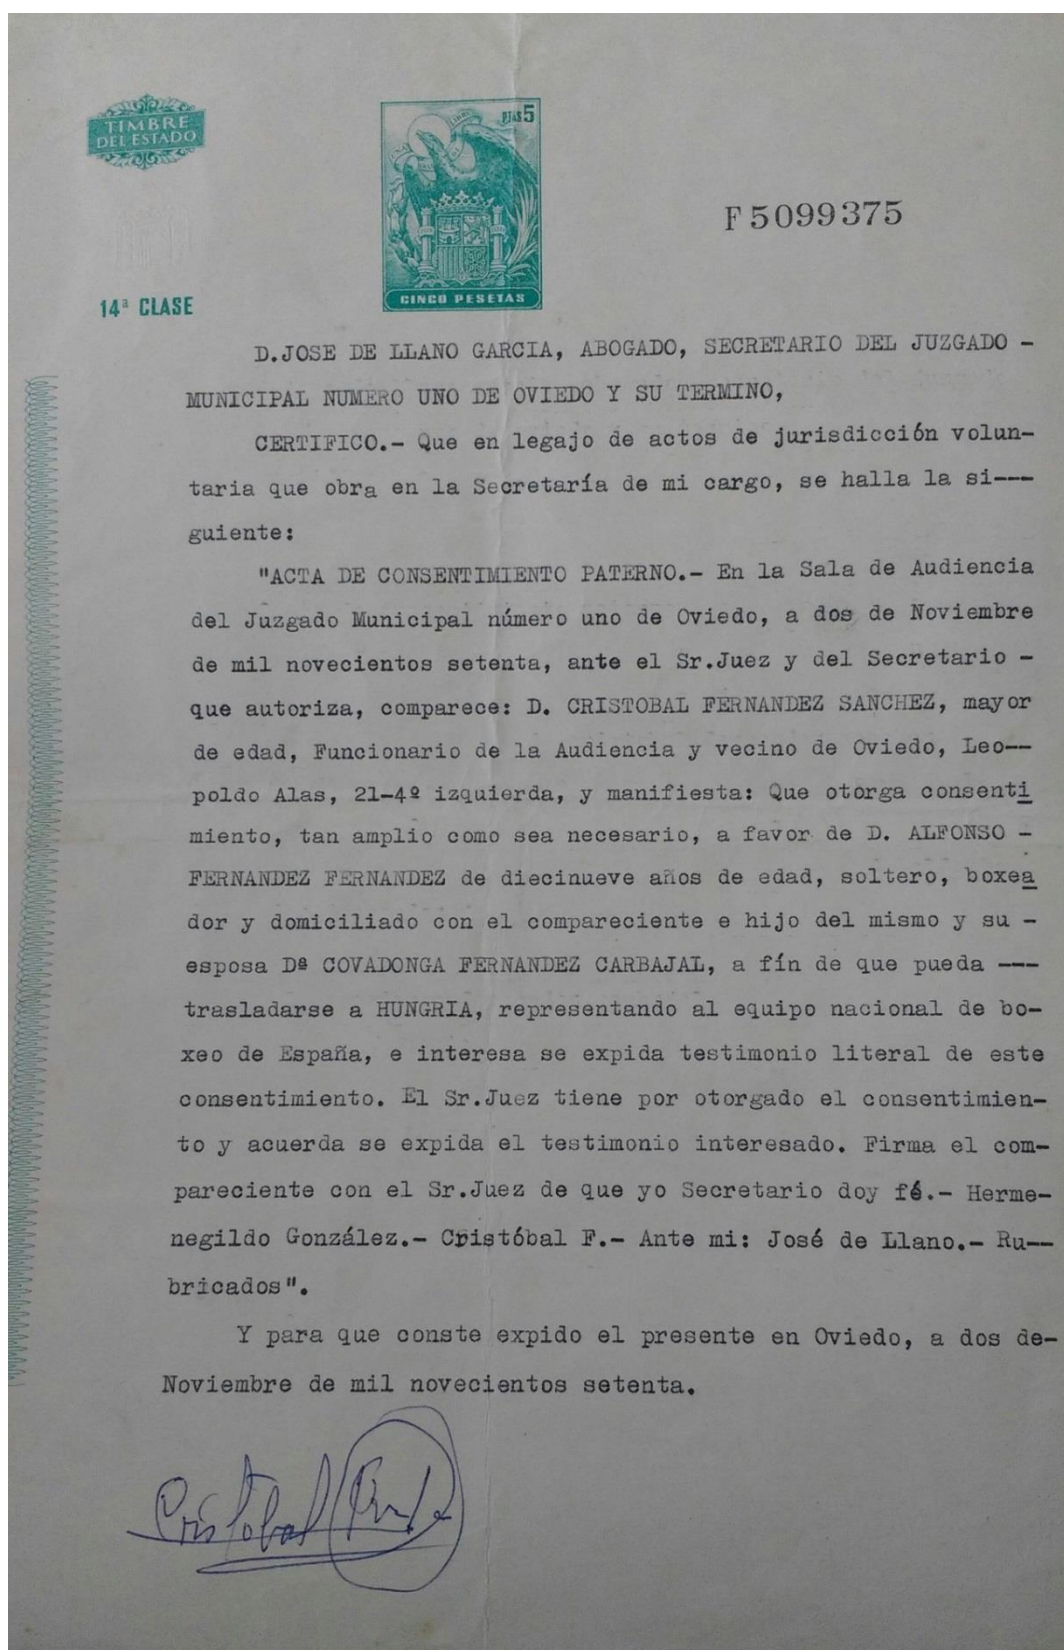 TIMBRE
DEL ESTADO
PTAS 5
F 5099375
CINCO PESETAS
14ª CLASE
D.JOSE DE LLANO GARCIA, ABOGADO, SECRETARIO DEL JUZGADO -
MUNICIPAL NUMERO UNO DE OVIEDO Y SU TERMINO,
CERTIFICO.- Que en legajo de actos de jurisdicción volun-
taria que obra en la Secretaría de mi cargo, se halla la si---
guiente:
"ACTA DE CONSENTIMIENTO PATERNO.- En la Sala de Audiencia
del Juzgado Municipal número uno de Oviedo, a dos de Noviembre
de mil novecientos setenta, ante el Sr.Juez y del Secretario -
que autoriza, comparece: D. CRISTOBAL FERNANDEZ SANCHEZ, mayor
de edad, Funcionario de la Audiencia y vecino de Oviedo, Leo--
poldo Alas, 21-4º izquierda, y manifiesta: Que otorga consenti
miento, tan amplio como sea necesario, a favor de D. ALFONSO -
FERNANDEZ FERNANDEZ de diecinueve años de edad, soltero, boxea
dor y domiciliado con el compareciente e hijo del mismo y su -
esposa Dª COVADONGA FERNANDEZ CARBAJAL, a fín de que pueda ---
trasladarse a HUNGRIA, representando al equipo nacional de bo-
xeo de España, e interesa se expida testimonio literal de este
consentimiento. El Sr.Juez tiene por otorgado el consentimien-
to y acuerda se expida el testimonio interesado. Firma el com-
pareciente con el Sr.Juez de que yo Secretario doy fé.- Herme-
negildo González.- Cristóbal F.- Ante mi: José de Llano.- Ru--
bricados".
Y para que conste expido el presente en Oviedo, a dos de-
Noviembre de mil novecientos setenta.
Cristobal